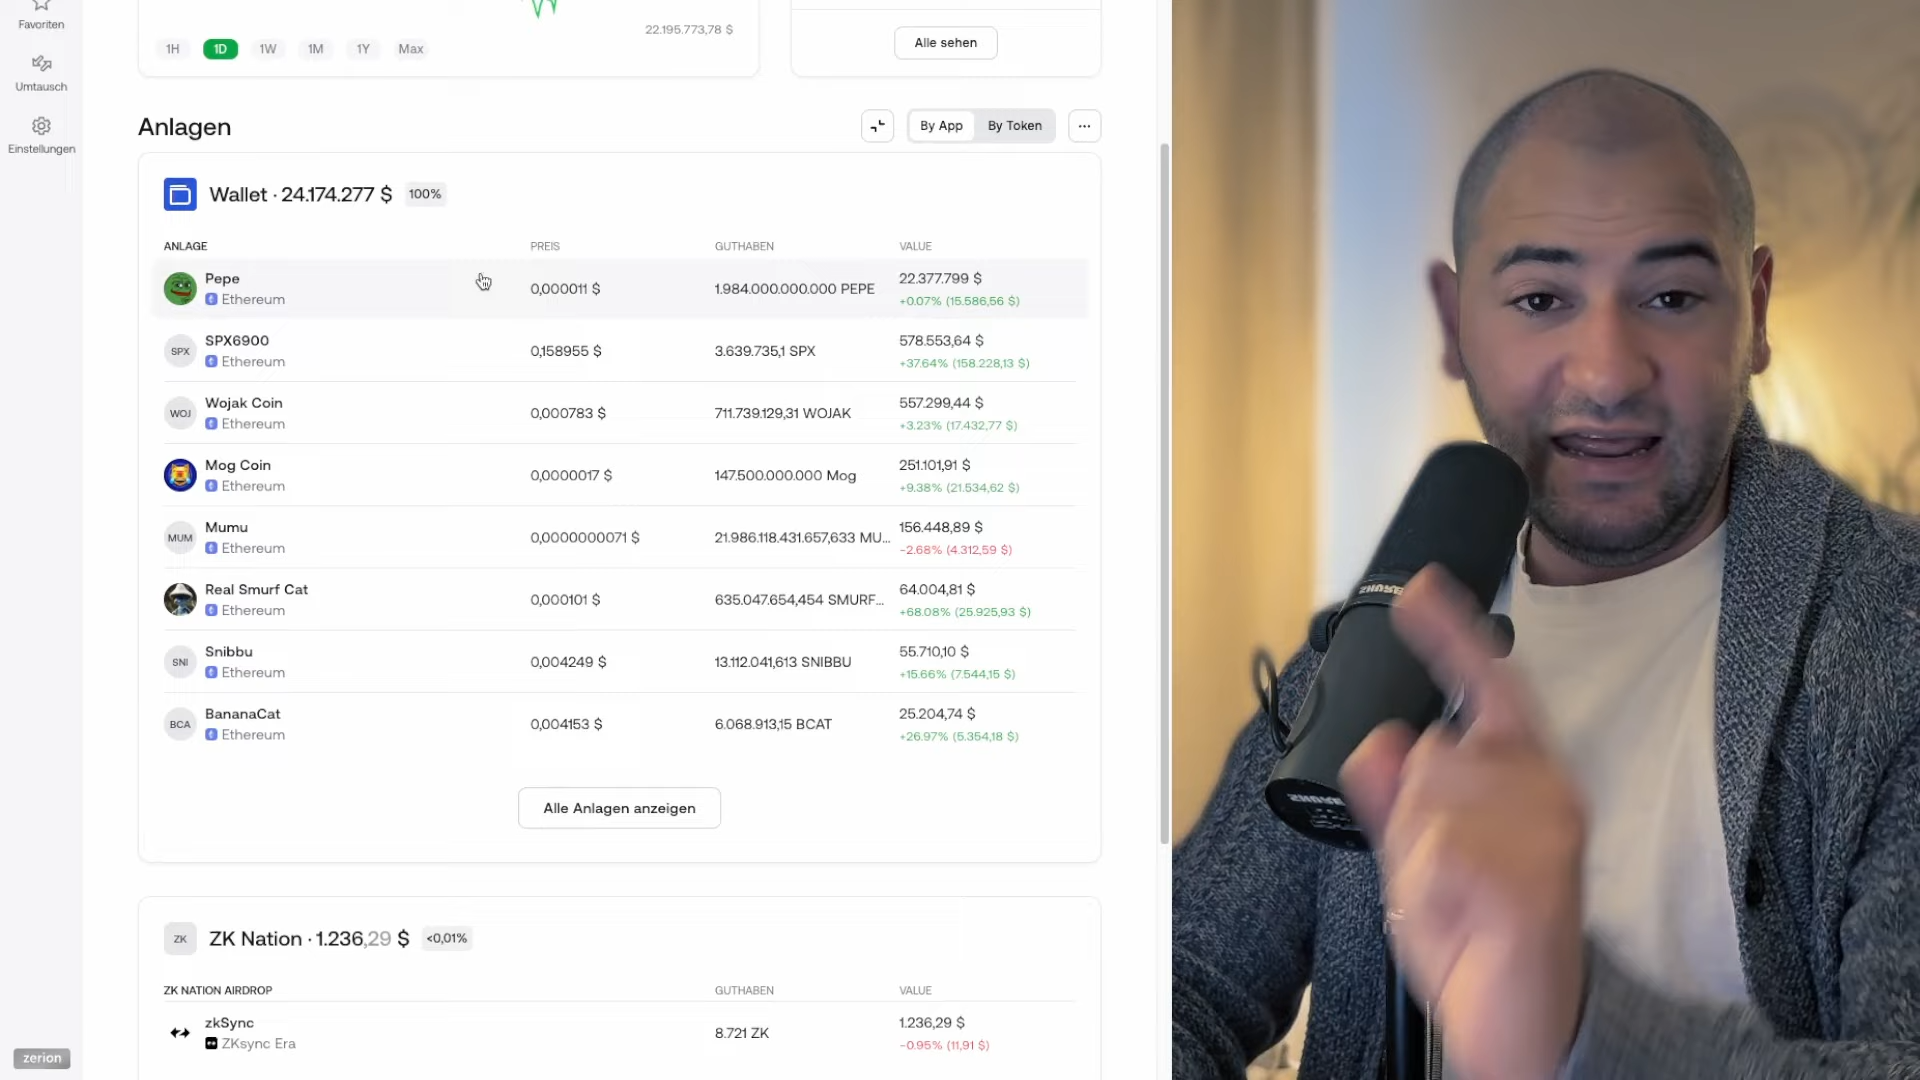 Favoriten
22.195.773,78 $
1H 1D 1W 1M 1Y Max
Alle sehen
Umtausch
Einstellungen
Anlagen
By App By Token
Wallet · 24.174.277 $ 100%
ANLAGE PREIS GUTHABEN VALUE
Pepe
Ethereum
0,000011 $
1.984.000.000.000 PEPE
22.377.799 $
+0.07% (15.586,56 $)
SPX
SPX6900
Ethereum
0,158955 $
3.639.735,1 SPX
578.553,64 $
+37.64% (158.228,13 $)
WOJ
Wojak Coin
Ethereum
0,000783 $
711.739.129,31 WOJAK
557.299,44 $
+3.23% (17.432,77 $)
Mog Coin
Ethereum
0,0000017 $
147.500.000.000 Mog
251.101,91 $
+9.38% (21.534,62 $)
MUM
Mumu
Ethereum
0,0000000071 $
21.986.118.431.657,633 MU...
156.448,89 $
-2.68% (4.312,59 $)
Real Smurf Cat
Ethereum
0,000101 $
635.047.654,454 SMURF...
64.004,81 $
+68.08% (25.925,93 $)
SNI
Snibbu
Ethereum
0,004249 $
13.112.041,613 SNIBBU
55.710,10 $
+15.66% (7.544,15 $)
BCA
BananaCat
Ethereum
0,004153 $
6.068.913,15 BCAT
25.204,74 $
+26.97% (5.354,18 $)
Alle Anlagen anzeigen
ZK
ZK Nation · 1.236,29 $ <0,01%
ZK NATION AIRDROP GUTHABEN VALUE
zkSync
ZKsync Era
8.721 ZK
1.236,29 $
-0.95% (11,91 $)
zerion
SHURE
SHURE